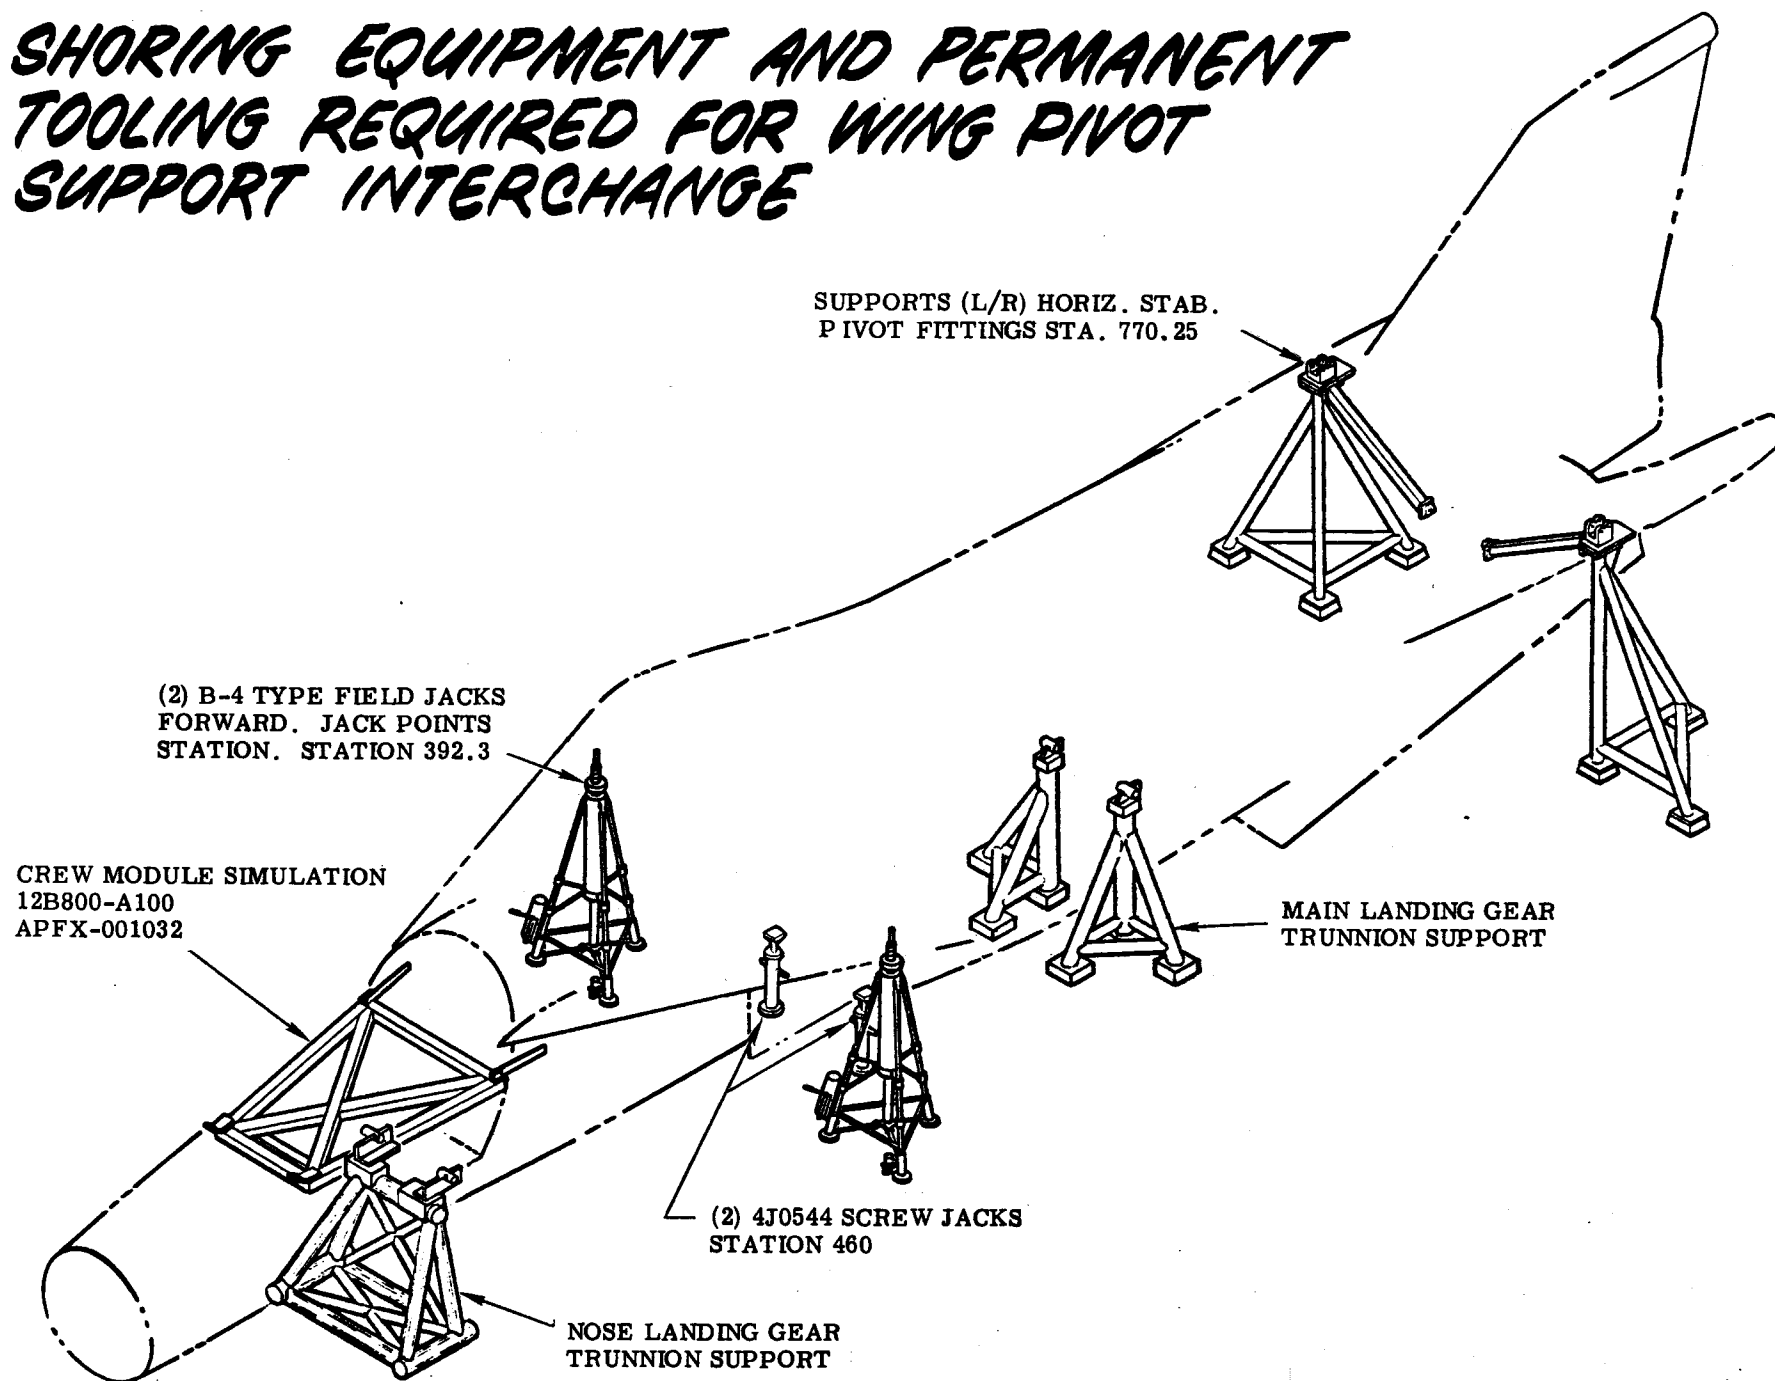 SHORING EQUIPMENT AND PERMANENT
TOOLING REQUIRED FOR WING PIVOT
SUPPORT INTERCHANGE
SUPPORTS (L/R) HORIZ. STAB.
PIVOT FITTINGS STA. 770.25
(2) B-4 TYPE FIELD JACKS
FORWARD. JACK POINTS
STATION. STATION 392.3
CREW MODULE SIMULATION
12B800-A100
APFX-001032
MAIN LANDING GEAR
TRUNNION SUPPORT
(2) 4J0544 SCREW JACKS
STATION 460
NOSE LANDING GEAR
TRUNNION SUPPORT